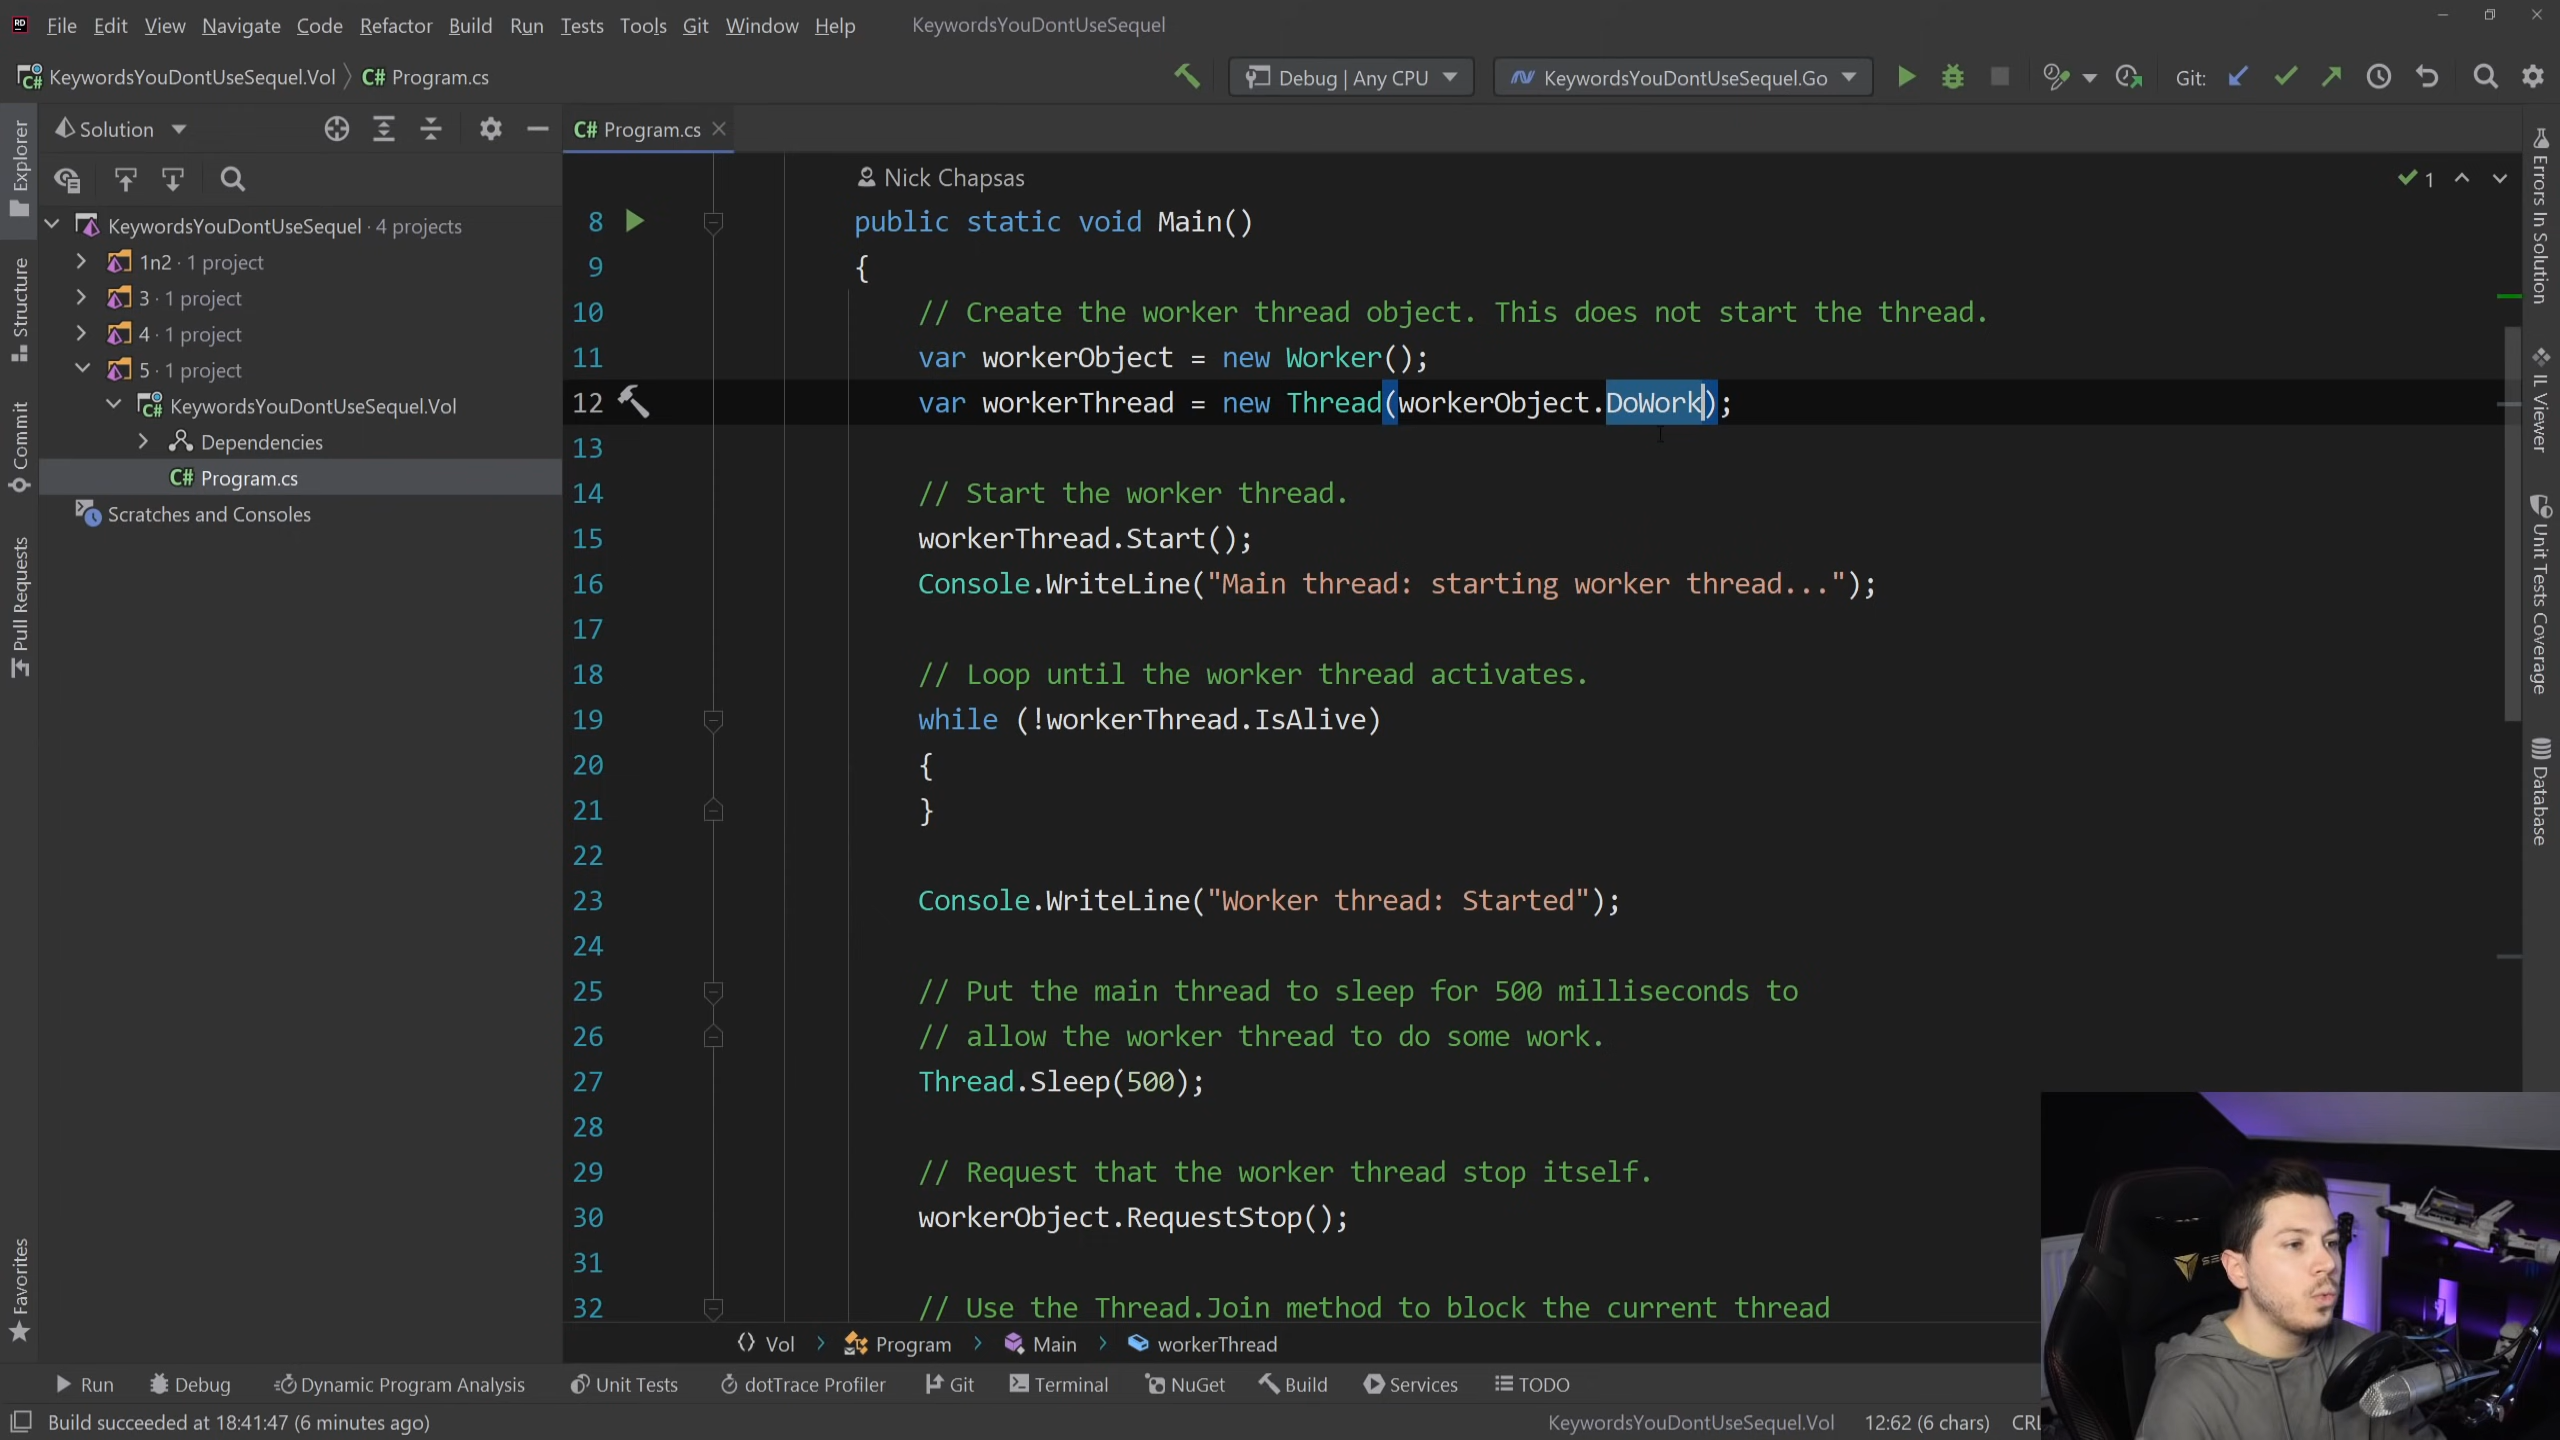 File Edit View Navigate Code Refactor Build Run Tests Tools Git Window Help KeywordsYouDontUseSequel
KeywordsYouDontUseSequel.Vol C# Program.cs Debug | Any CPU KeywordsYouDontUseSequel.Go Git:
Solution
C# Program.cs
KeywordsYouDontUseSequel · 4 projects
1n2 · 1 project
3 · 1 project
4 · 1 project
5 · 1 project
KeywordsYouDontUseSequel.Vol
Dependencies
C# Program.cs
Scratches and Consoles
Explorer
Structure
Commit
Pull Requests
Favorites
Nick Chapsas
1
8 public static void Main()
9 {
10 // Create the worker thread object. This does not start the thread.
11 var workerObject = new Worker();
12 var workerThread = new Thread(workerObject.DoWork);
13
14 // Start the worker thread.
15 workerThread.Start();
16 Console.WriteLine("Main thread: starting worker thread...");
17
18 // Loop until the worker thread activates.
19 while (!workerThread.IsAlive)
20 {
21 }
22
23 Console.WriteLine("Worker thread: Started");
24
25 // Put the main thread to sleep for 500 milliseconds to
26 // allow the worker thread to do some work.
27 Thread.Sleep(500);
28
29 // Request that the worker thread stop itself.
30 workerObject.RequestStop();
31
32 // Use the Thread.Join method to block the current thread
Errors In Solution
IL Viewer
Unit Tests Coverage
Database
Vol Program Main workerThread
Run Debug Dynamic Program Analysis Unit Tests dotTrace Profiler Git Terminal NuGet Build Services TODO
Build succeeded at 18:41:47 (6 minutes ago) KeywordsYouDontUseSequel.Vol 12:62 (6 chars)